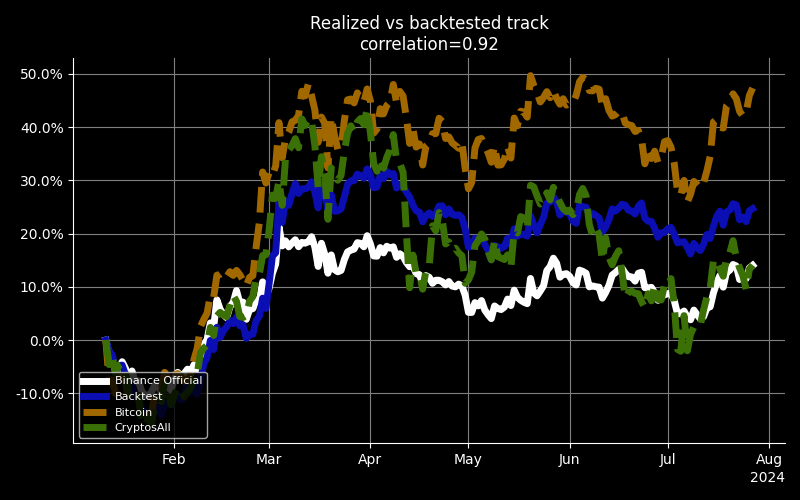 Realized vs backtested track
correlation=0.92
50.0%
40.0%
30.0%
20.0%
10.0%
0.0%
-10.0%
Binance Official
Backtest
Bitcoin
CryptosAll
Feb
Mar
Apr
May
Jun
Jul
Aug
2024